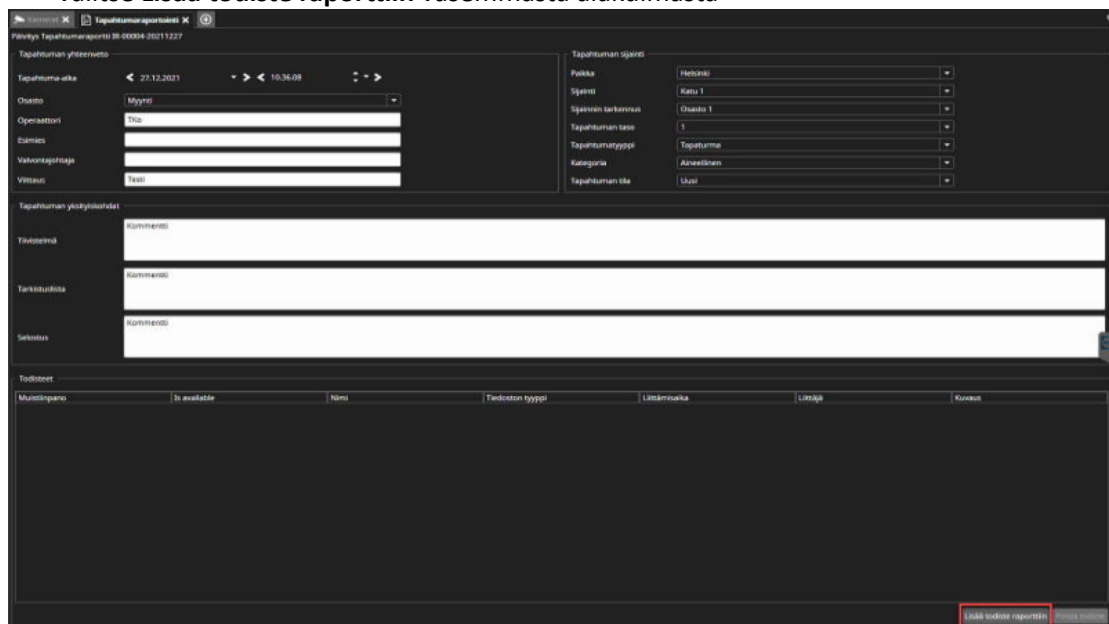 Valitse Lisää todiste raporttiin vasemmasta alakulmasta
Kamerat Tapahtumaraportointi
Päivitys Tapahtumaraportti IR-00004-20211227
Tapahtuman yhteenveto
Tapahtuma-aika 27.12.2021 10.36.08
Osasto Myynti
Operaattori TKo
Esimies
Valvontajohtaja
Viittaus Testi
Tapahtuman sijainti
Paikka Helsinki
Sijainti Katu 1
Sijainnin tarkennus Osasto 1
Tapahtuman taso 1
Tapahtumatyyppi Tapaturma
Kategoria Aineellinen
Tapahtuman tila Uusi
Tapahtuman yksityiskohdat
Tiivistelmä Kommentti
Tarkistuslista Kommentti
Selostus Kommentti
Todisteet
Muistiinpano Is available Nimi Tiedoston tyyppi Liittämisaika Liittäjä Kuvaus
Lisää todiste raporttiin Poista todiste